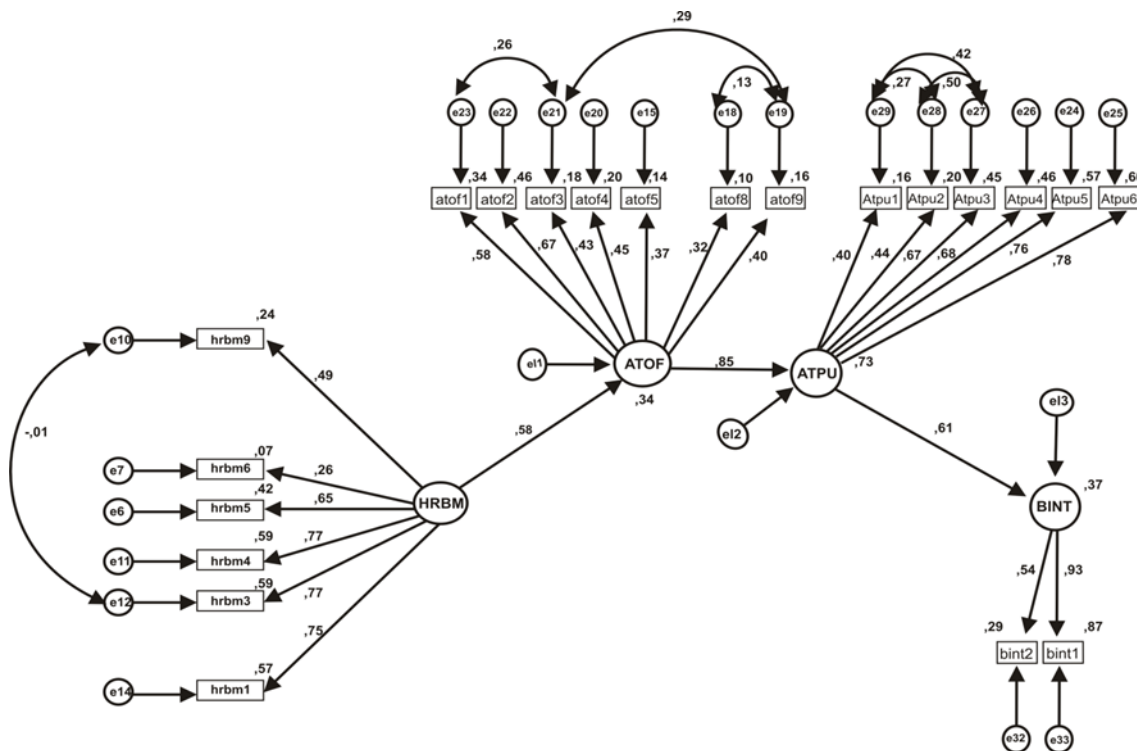 ,29
,26
,42
,13
,27 ,50
e23 e22 e21 e20 e15 e18 e19 e29 e28 e27 e26 e24 e25
,34 ,46 ,18 ,20 ,14 ,10 ,16 ,16 ,20 ,45 ,46 ,57
atof1 atof2 atof3 atof4 atof5 atof8 atof9 Atpu1 Atpu2 Atpu3 Atpu4 Atpu5 Atpu6
,58 ,67 ,43 ,45 ,37 ,32 ,40 ,40 ,44 ,67 ,68 ,76 ,78
,24
e10 hrbm9
el1 ATOF ,85 ATPU ,73
,49
,34
el3
-,01
,58
el2
,61
,07
e7 hrbm6
,26
,42
,37
e6 hrbm5 ,65 HRBM BINT
,59
e11 hrbm4 ,77
,54 ,93
,59
e12 hrbm3 ,77
,75
,29 ,87
bint2 bint1
,57
e14 hrbm1
e32 e33